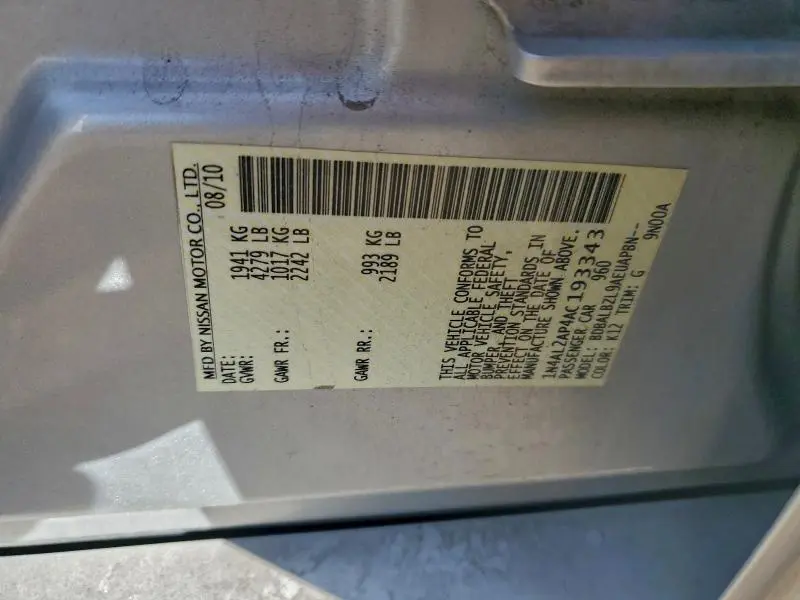 MFD BY NISSAN MOTOR CO., LTD.
DATE: 08/10
GVWR: 1941 KG
4279 LB
GAWR FR.: 1017 KG
2242 LB
GAWR RR.: 993 KG
2189 LB
THIS VEHICLE CONFORMS TO
ALL APPLICABLE FEDERAL
MOTOR VEHICLE SAFETY,
BUMPER, AND THEFT
PREVENTION STANDARDS IN
EFFECT ON THE DATE OF
MANUFACTURE SHOWN ABOVE.
1N4AL2AP4AC193343
PASSENGER CAR 960
MODEL: BDBALBZL9AEUAPBN--
COLOR: K12 TRIM: G 9N00A